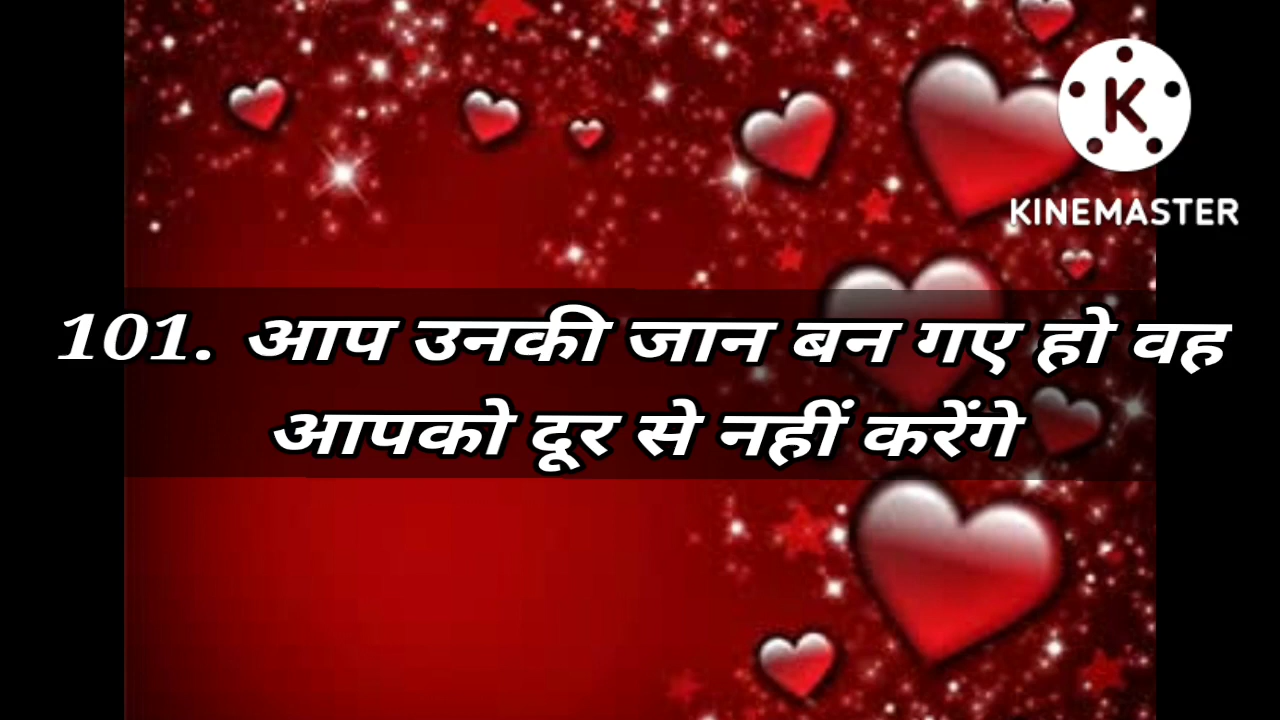 K
KINEMASTER
101. आप उनकी जान बन गए हो वह
आपको दूर से नहीं करेंगे